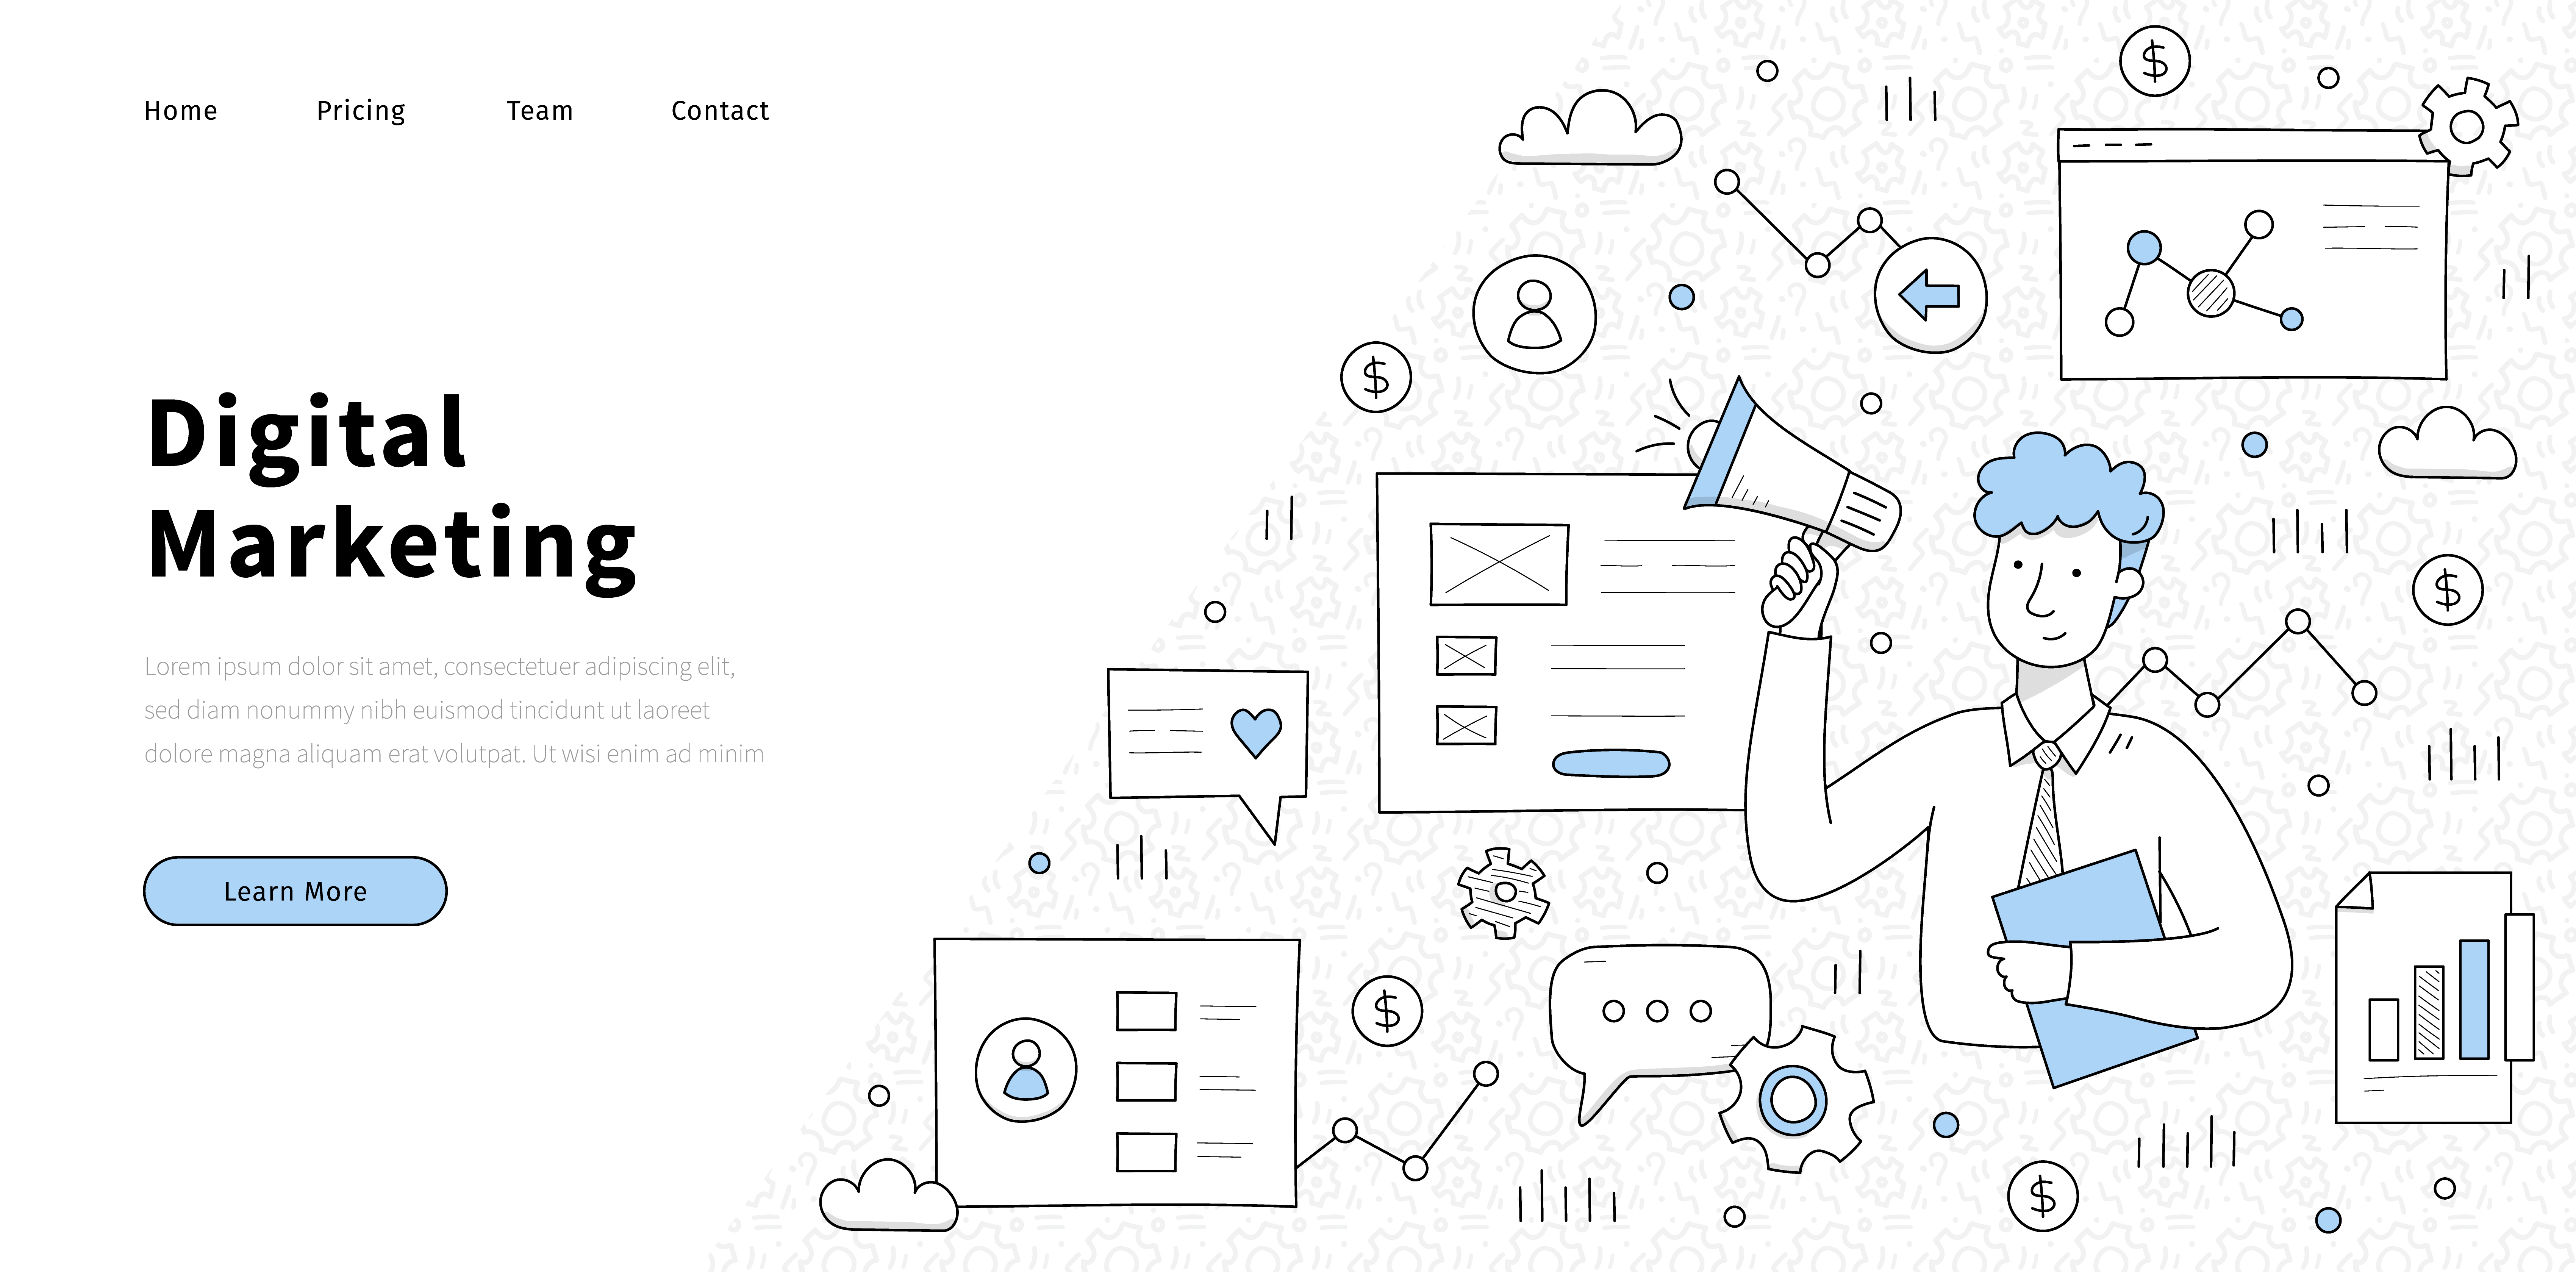 Home Pricing Team Contact
Digital
Marketing
Lorem ipsum dolor sit amet, consectetuer adipiscing elit,
sed diam nonummy nibh euismod tincidunt ut laoreet
dolore magna aliquam erat volutpat. Ut wisi enim ad minim
Learn More
$
$
$
$
$